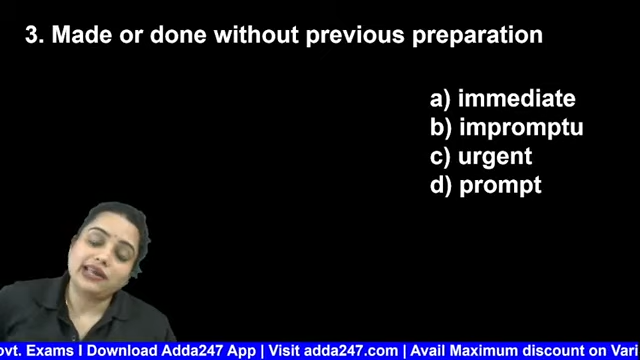 3. Made or done without previous preparation
a) immediate
b) impromptu
c) urgent
d) prompt
ovt. Exams I Download Adda247 App | Visit adda247.com | Avail Maximum discount on Vari